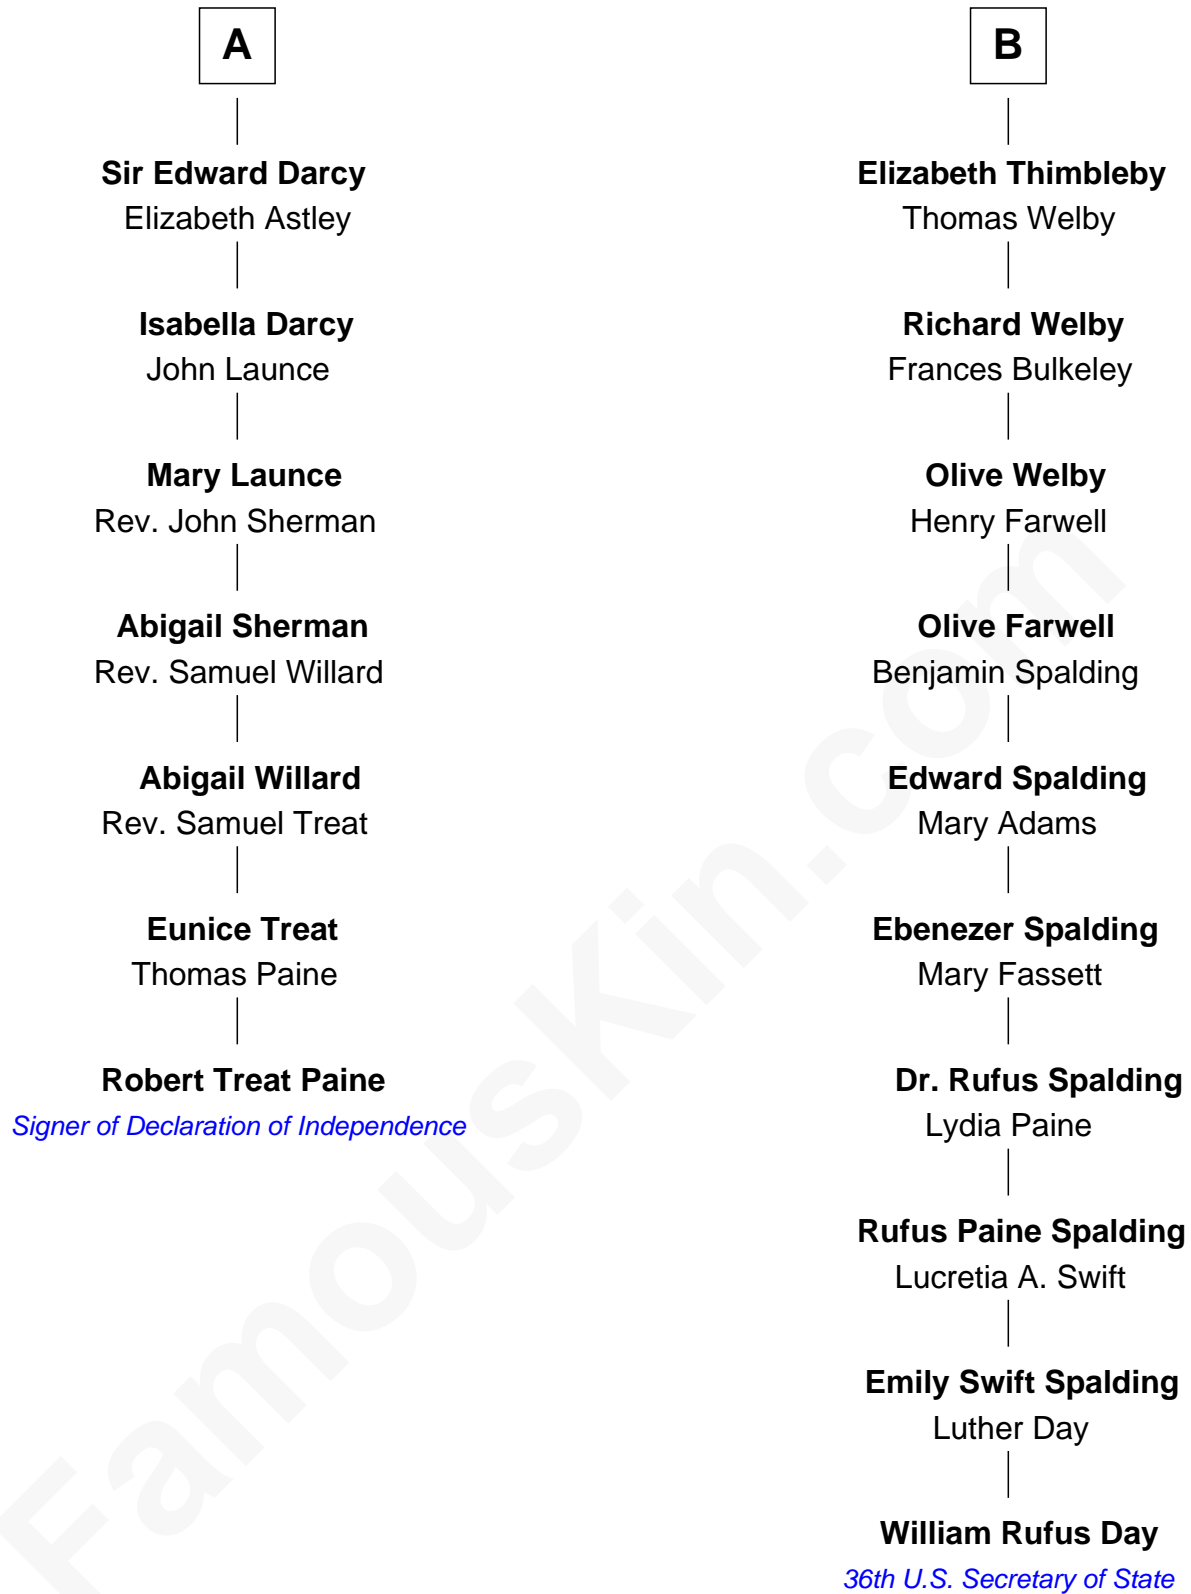 A
Sir Edward Darcy
Elizabeth Astley
Isabella Darcy
John Launce
Mary Launce
Rev. John Sherman
Abigail Sherman
Rev. Samuel Willard
Abigail Willard
Rev. Samuel Treat
Eunice Treat
Thomas Paine
Robert Treat Paine
Signer of Declaration of Independence
B
Elizabeth Thimbleby
Thomas Welby
Richard Welby
Frances Bulkeley
Olive Welby
Henry Farwell
Olive Farwell
Benjamin Spalding
Edward Spalding
Mary Adams
Ebenezer Spalding
Mary Fassett
Dr. Rufus Spalding
Lydia Paine
Rufus Paine Spalding
Lucretia A. Swift
Emily Swift Spalding
Luther Day
William Rufus Day
36th U.S. Secretary of State
FamousKin.com